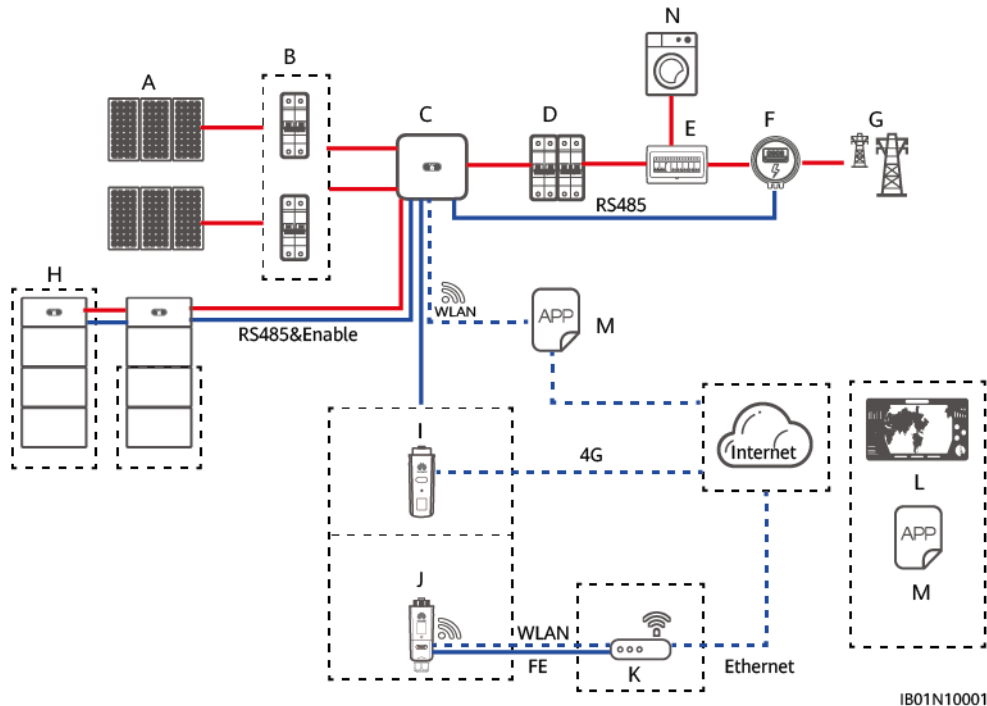 N
B
A
C
D
E
F
G
RS485
H
WLAN
APP
M
RS485&Enable
I
4G
Internet
L
APP
M
J
WLAN
FE
K
Ethernet
IB01N10001